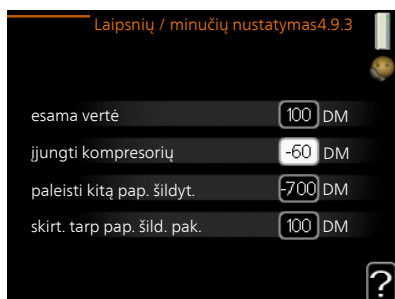 Laipsnių / minučių nustatymas4.9.3
esama vertė 100 DM
įjungti kompresorių -60 DM
paleisti kitą pap. šildyt. -700 DM
skirt. tarp pap. šild. pak. 100 DM
?